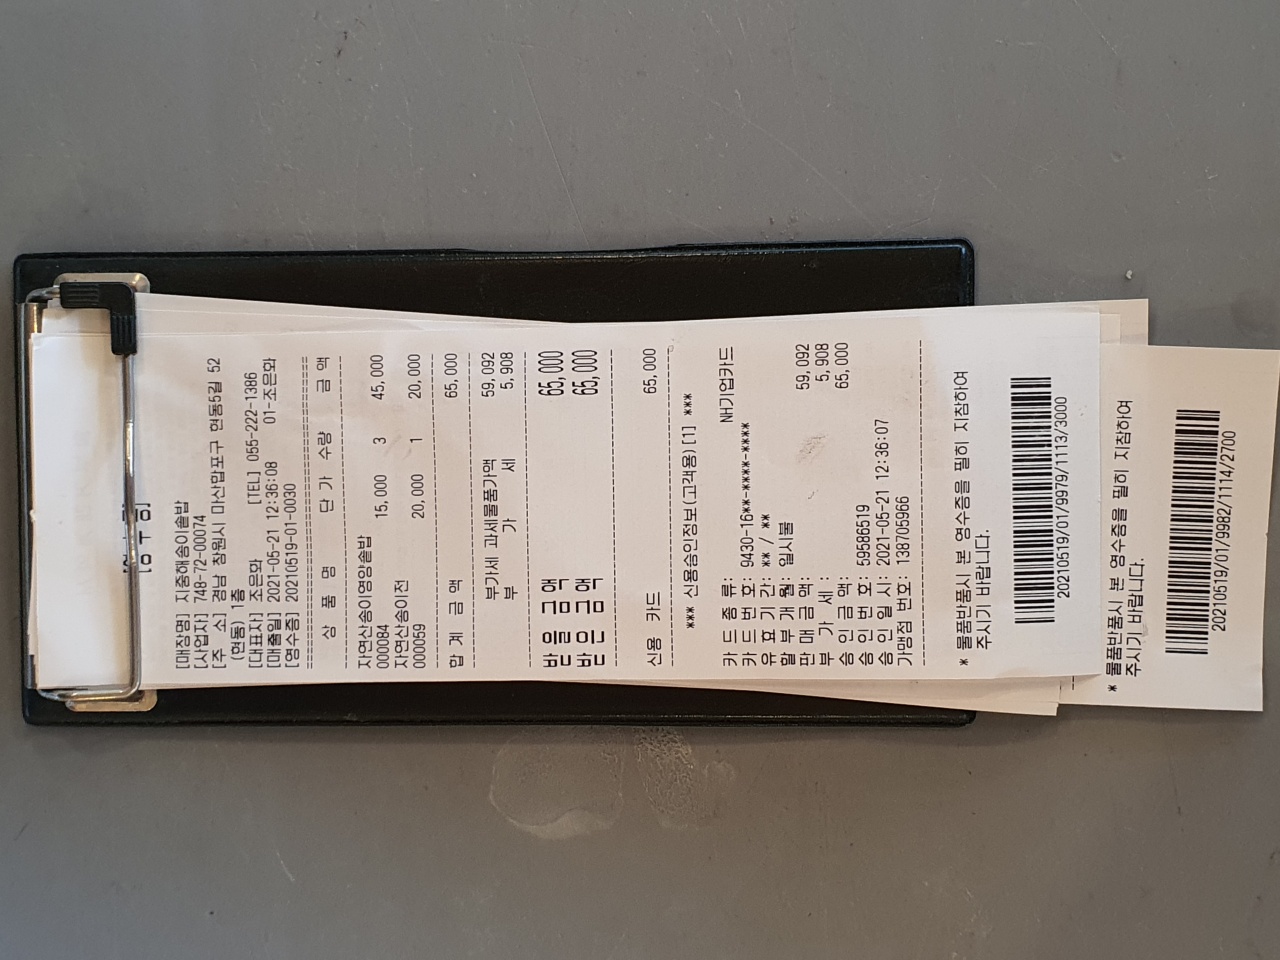 [매장명] 지중해송이솥밥
[사업자] 748-72-00074
[주 소] 경남 창원시 마산합포구 현동5길 52
(현동) 1층
[대표자] 조은화 [TEL] 055-222-1386
[매출일] 2021-05-21 12:36:08 01-조은화
[영수증] 20210519-01-0030
상 품 명 단 가 수 량 금 액
자연산송이영양솥밥
000084 15,000 3 45,000
자연산송이전
000059 20,000 1 20,000
합 계 금 액 65,000
부가세 과세물품가액 59,092
부 가 세 5,908
받을금액 65,000
받은금액 65,000
신용 카드 65,000
*** 신용승인정보(고객용) [1] ***
카 드 종 류: NH기업카드
카 드 번 호: 9430-16**-****-****
유 효 기 간: ** / **
할 부 개 월: 일시불
판 매 금 액: 59,092
부 가 세 : 5,908
승 인 금 액: 65,000
승 인 번 호: 59586519
승 인 일 시: 2021-05-21 12:36:07
가맹점 번호: 138705966
* 물품반품시 본 영수증을 필히 지참하여
주시기 바랍니다.
20210519/01/9979/1113/3000
* 물품반품시 본 영수증을 필히 지참하여
주시기 바랍니다.
20210519/01/9982/1114/2700